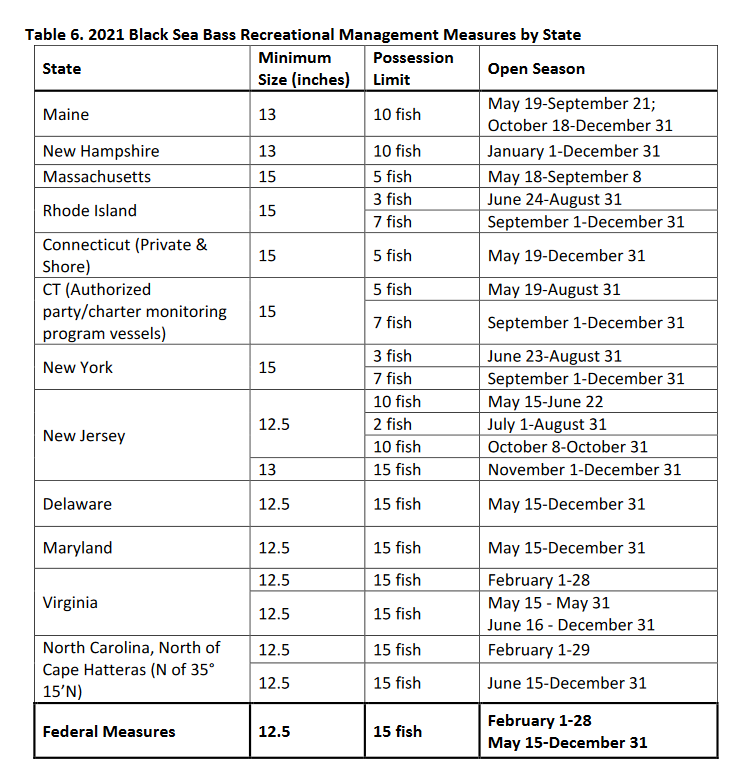 Table 6. 2021 Black Sea Bass Recreational Management Measures by State
State Minimum Size (inches) Possession Limit Open Season
Maine 13 10 fish May 19-September 21;
October 18-December 31
New Hampshire 13 10 fish January 1-December 31
Massachusetts 15 5 fish May 18-September 8
Rhode Island 15 3 fish June 24-August 31
7 fish September 1-December 31
Connecticut (Private &
Shore) 15 5 fish May 19-December 31
CT (Authorized
party/charter monitoring
program vessels) 15 5 fish May 19-August 31
7 fish September 1-December 31
New York 15 3 fish June 23-August 31
7 fish September 1-December 31
New Jersey 12.5 10 fish May 15-June 22
2 fish July 1-August 31
10 fish October 8-October 31
13 15 fish November 1-December 31
Delaware 12.5 15 fish May 15-December 31
Maryland 12.5 15 fish May 15-December 31
Virginia 12.5 15 fish February 1-28
12.5 15 fish May 15 - May 31
June 16 - December 31
North Carolina, North of
Cape Hatteras (N of 35°
15’N) 12.5 15 fish February 1-29
12.5 15 fish June 15-December 31
Federal Measures 12.5 15 fish February 1-28
May 15-December 31